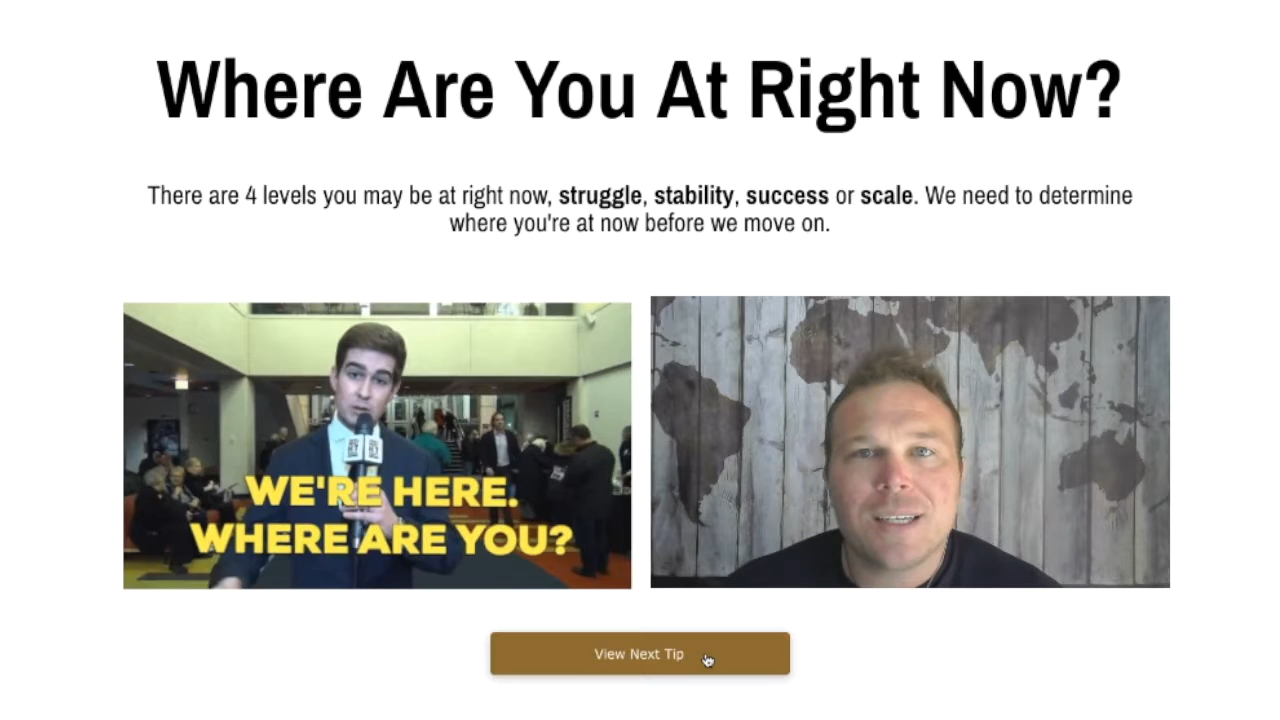 Where Are You At Right Now?
There are 4 levels you may be at right now, struggle, stability, success or scale. We need to determine
where you're at now before we move on.
WE'RE HERE.
WHERE ARE YOU?
View Next Tip